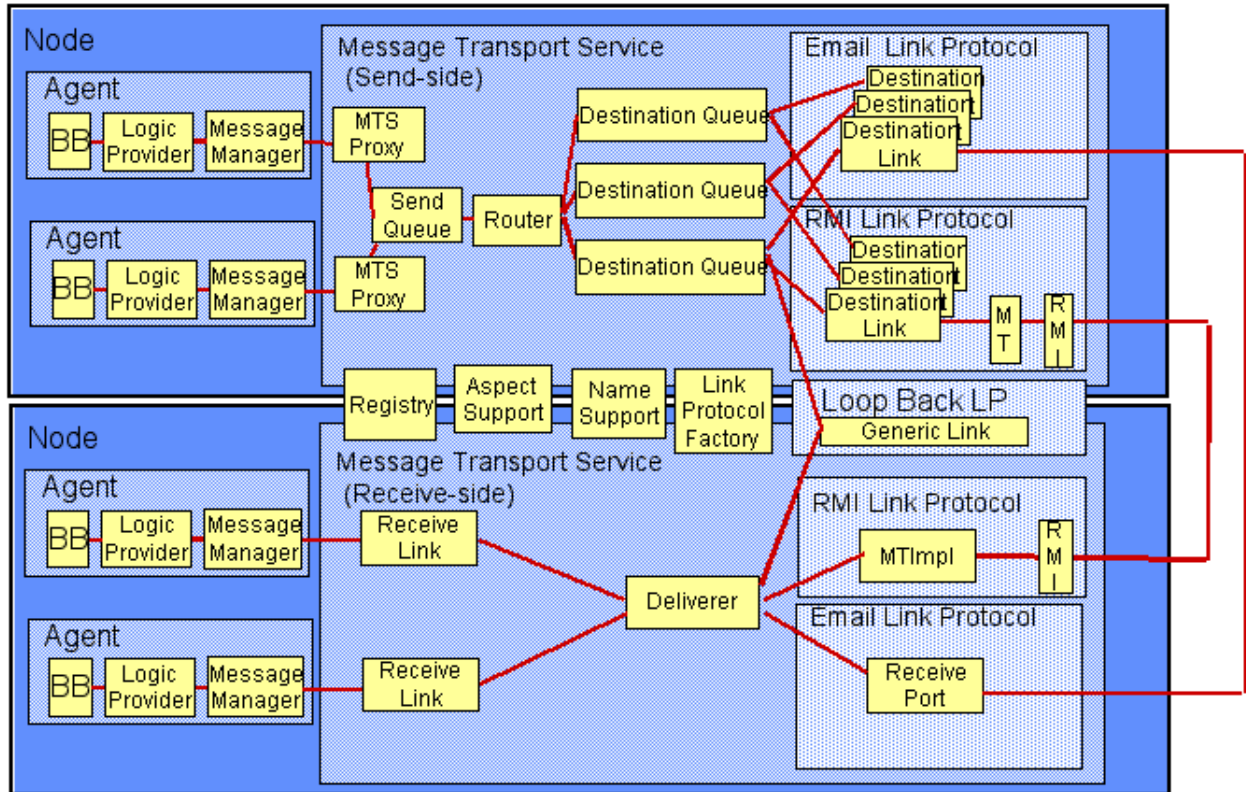 Node
Agent
BB
Logic
Provider
Message
Manager
Agent
BB
Logic
Provider
Message
Manager
Message Transport Service
(Send-side)
MTS
Proxy
MTS
Proxy
Send
Queue
Router
Destination Queue
Destination Queue
Destination Queue
Email Link Protocol
Destination
Destination
Destination
Link
RMI Link Protocol
Destination
Destination
Destination
Link
M
T
R
M
I
Registry
Aspect
Support
Name
Support
Link
Protocol
Factory
Loop Back LP
Generic Link
Node
Agent
BB
Logic
Provider
Message
Manager
Agent
BB
Logic
Provider
Message
Manager
Message Transport Service
(Receive-side)
Receive
Link
Receive
Link
Deliverer
RMI Link Protocol
MTImpl
R
M
I
Email Link Protocol
Receive
Port